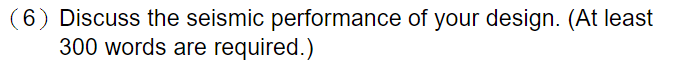 （6）Discuss the seismic performance of your design. (At least
300 words are required.)